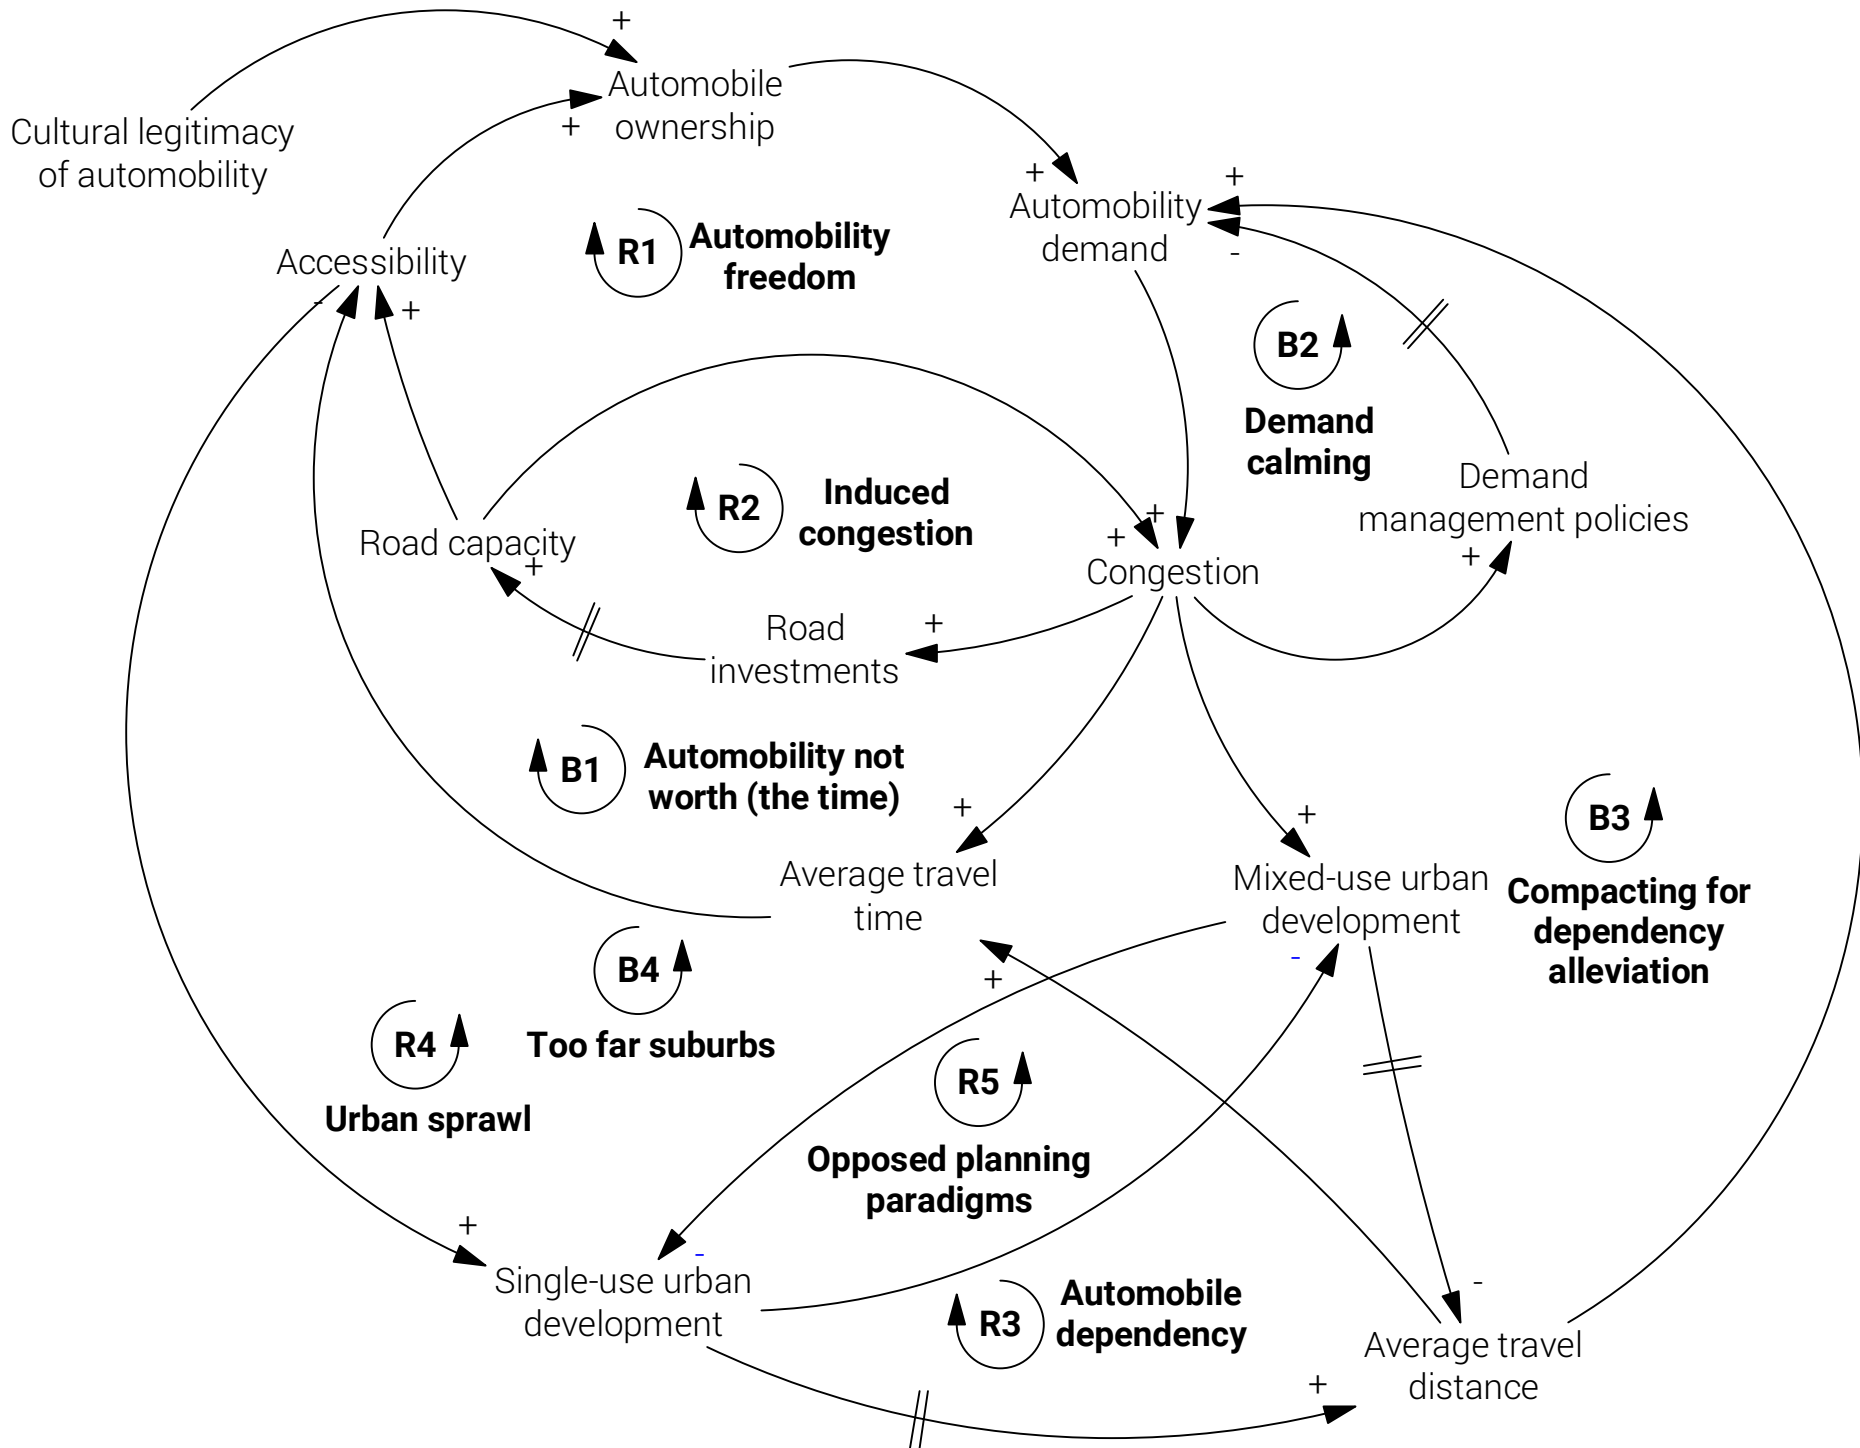 +
Automobile
ownership
+
Cultural legitimacy
of automobility
+
Automobility
demand
+
-
Accessibility
-
+
R1
Automobility
freedom
B2
Demand
calming
Demand
management policies
+
R2
Induced
congestion
Road capacity
+
+
+
Congestion
Road
investments
+
B1
Automobility not
worth (the time)
+
+
Average travel
time
+
Mixed-use urban
development
-
B3
Compacting for
dependency
alleviation
B4
Too far suburbs
R4
Urban sprawl
R5
Opposed planning
paradigms
+
Single-use urban
development
-
R3
Automobile
dependency
-
Average travel
distance
+